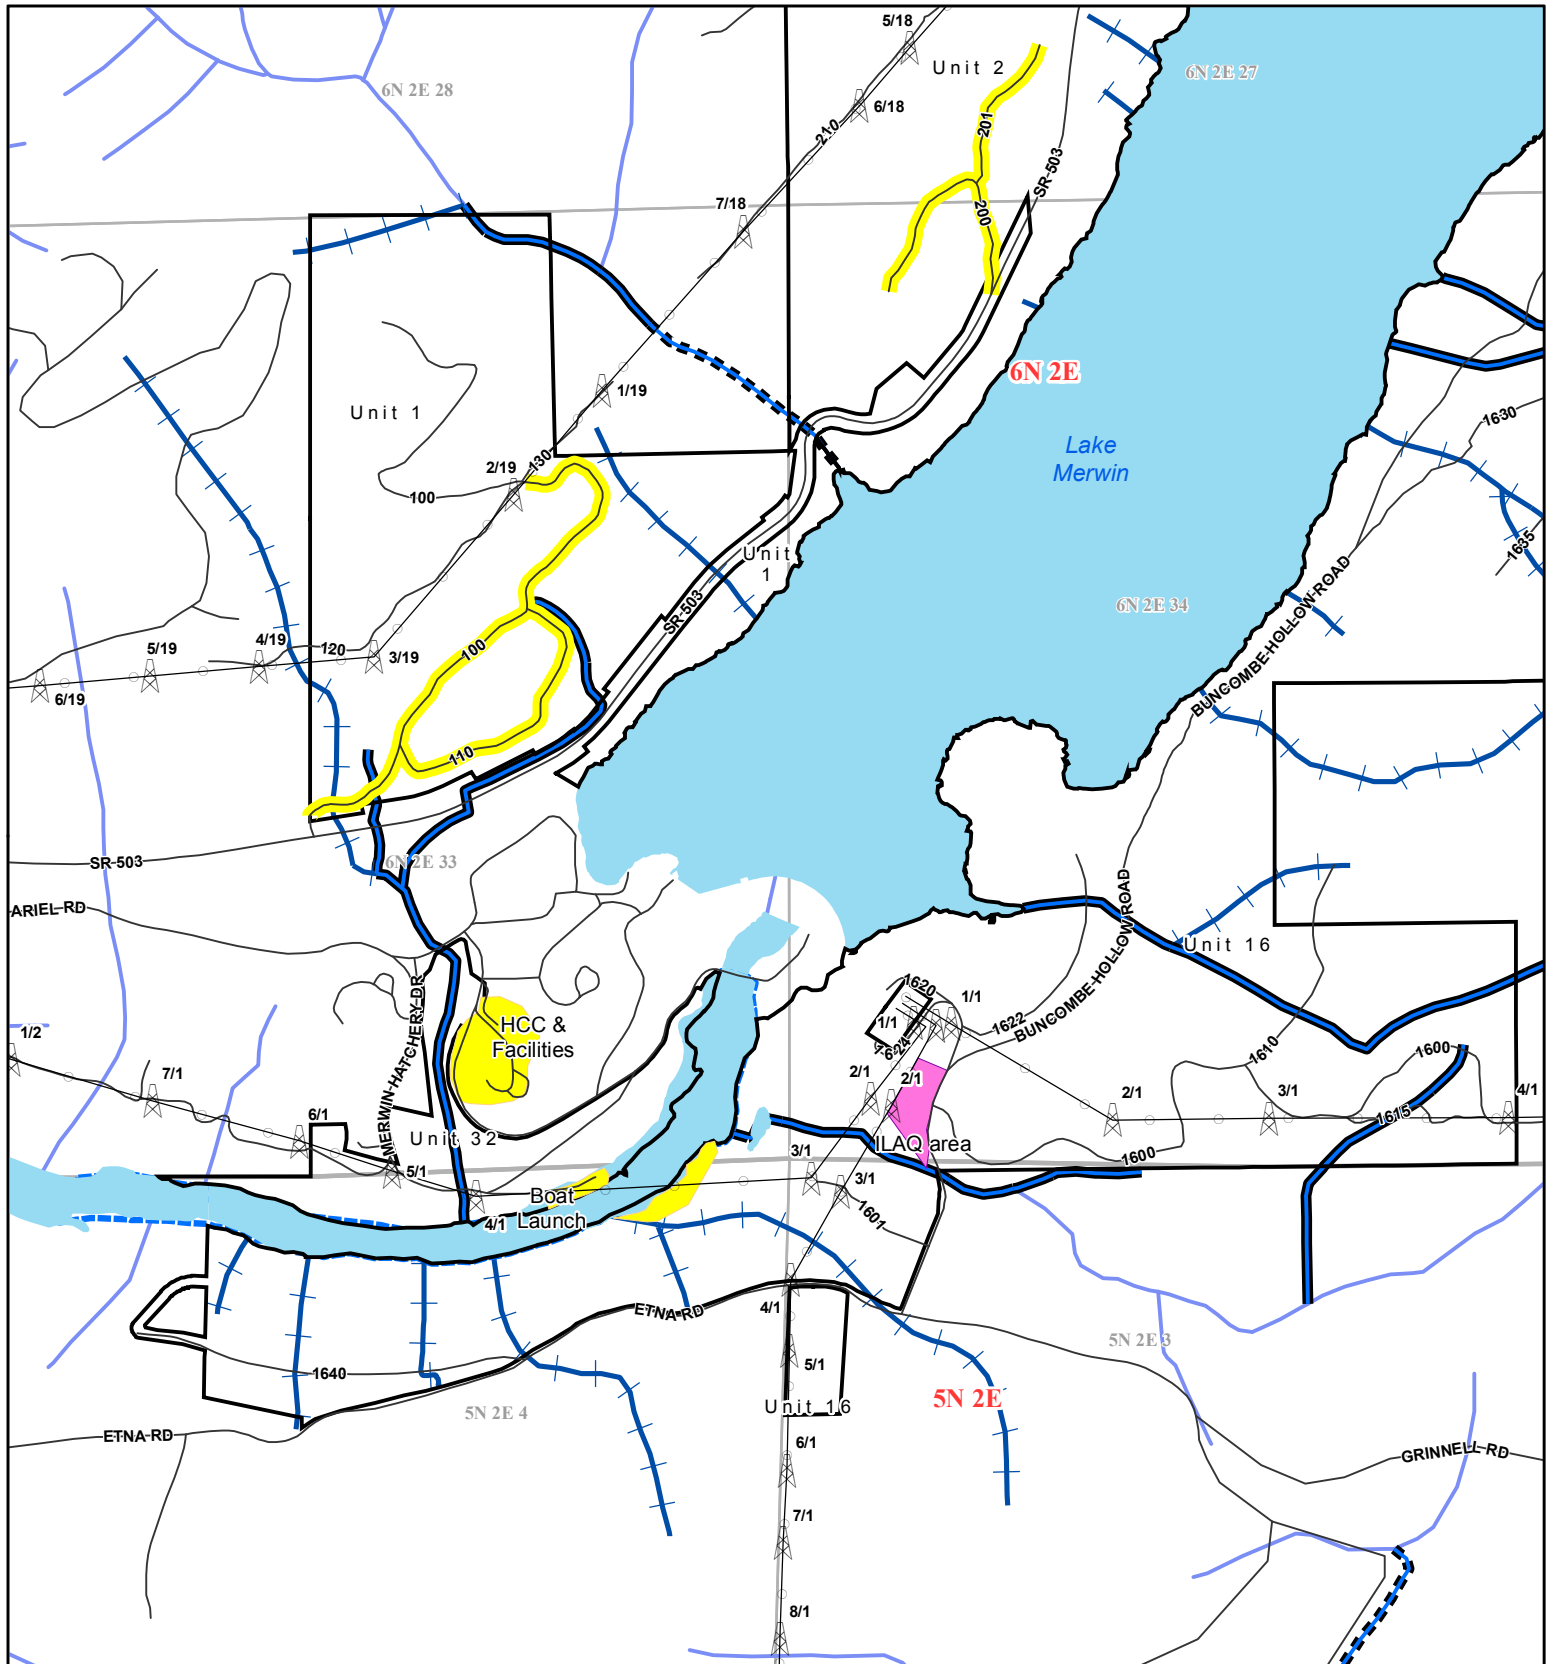 5/18
Unit 2
6N 2E 27
6N 2E 28
6/18
210
201
SR-503
7/18
200
6N 2E
1/19
Unit 1
1630
Lake
Merwin
130
2/19
100
1635
Unit
1
BUNCOMBE-HOLLOW-ROAD
6N 2E 34
SR-503
5/19
4/19
120
3/19
100
6/19
110
SR-503
6N 2E 33
ARIEL-RD
BUNCOMBE-HOLLOW-ROAD
Unit 16
MERWIN-HATCHERY-DR
1620
1/1
1/1
1622
1624
HCC &
Facilities
1/2
1610
1600
7/1
2/1
2/1
2/1
3/1
4/1
6/1
1615
Unit 32
ILAQ area
1600
5/1
3/1
3/1
Boat
Launch
4/1
1601
ETNA RD
4/1
5N 2E 3
5/1
1640
5N 2E
5N 2E 4
Unit 16
ETNA RD
6/1
GRINNELL RD
7/1
8/1